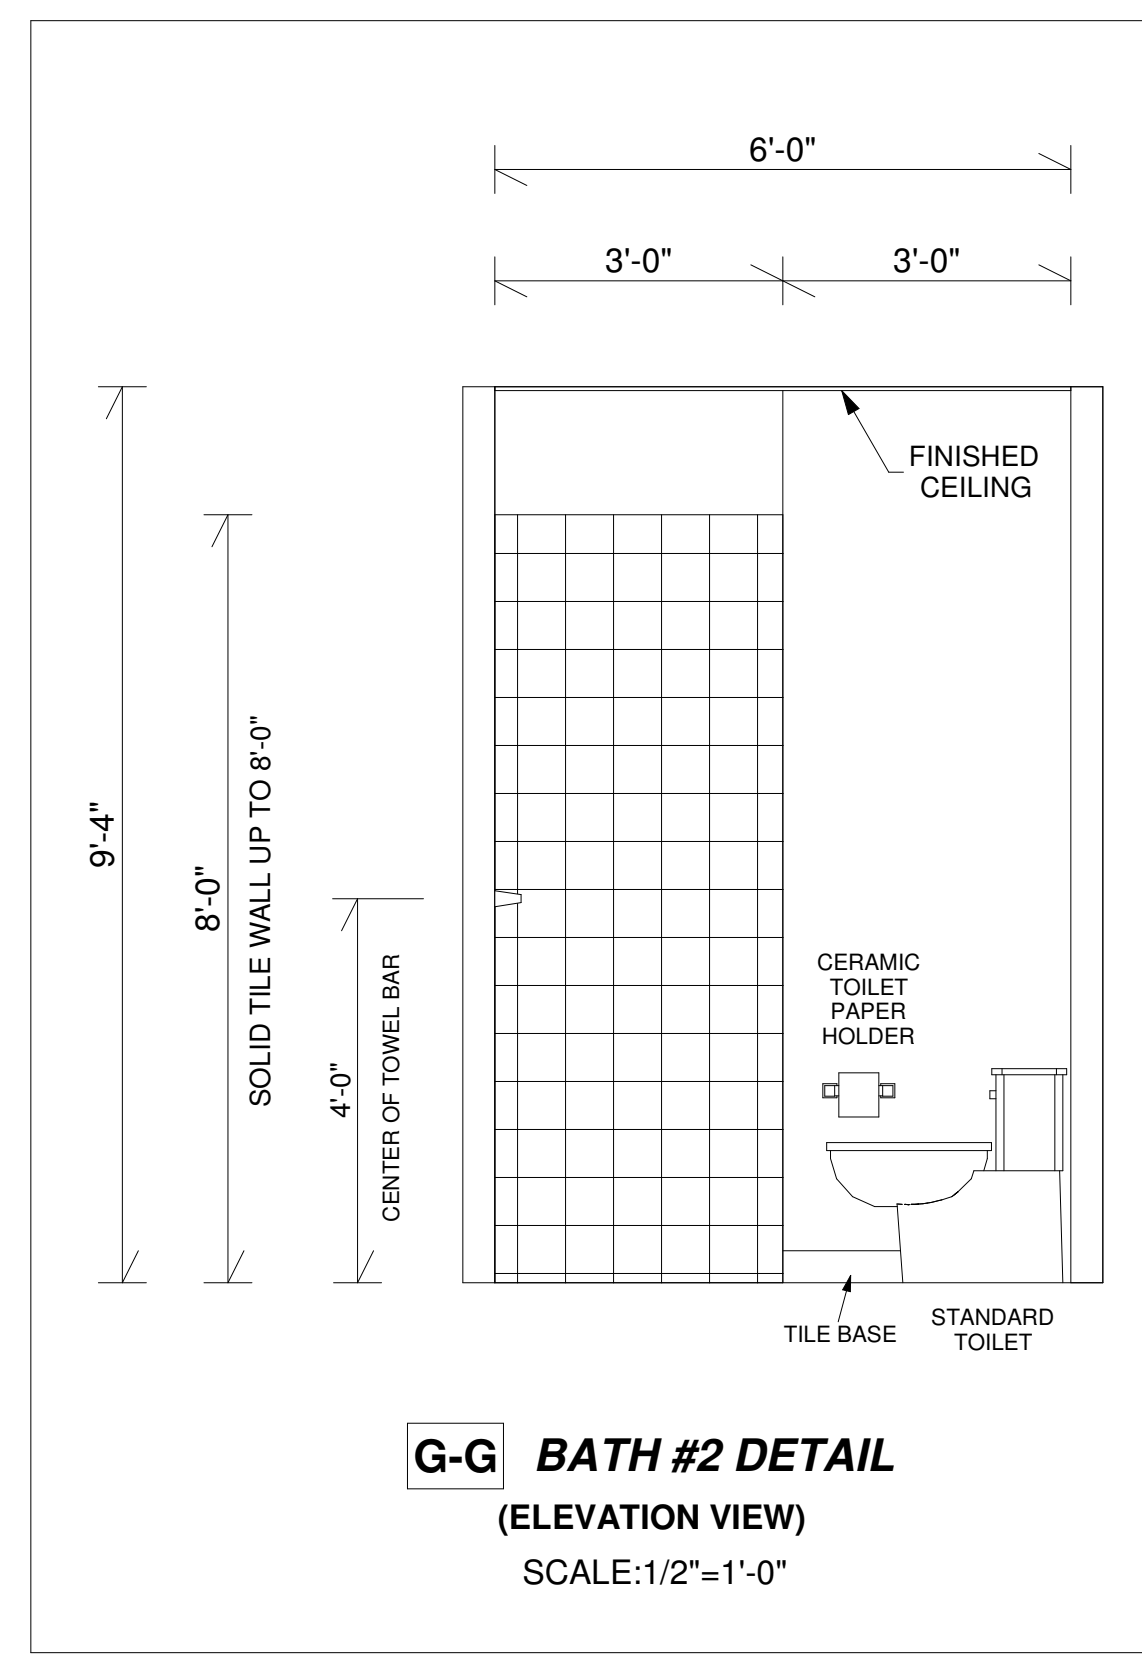 6'-0"
3'-0"
3'-0"
FINISHED
CEILING
9'-4"
8'-0"
SOLID TILE WALL UP TO 8'-0"
4'-0"
CENTER OF TOWEL BAR
CERAMIC
TOILET
PAPER
HOLDER
TILE BASE
STANDARD
TOILET
G-G BATH #2 DETAIL
(ELEVATION VIEW)
SCALE:1/2"=1'-0"